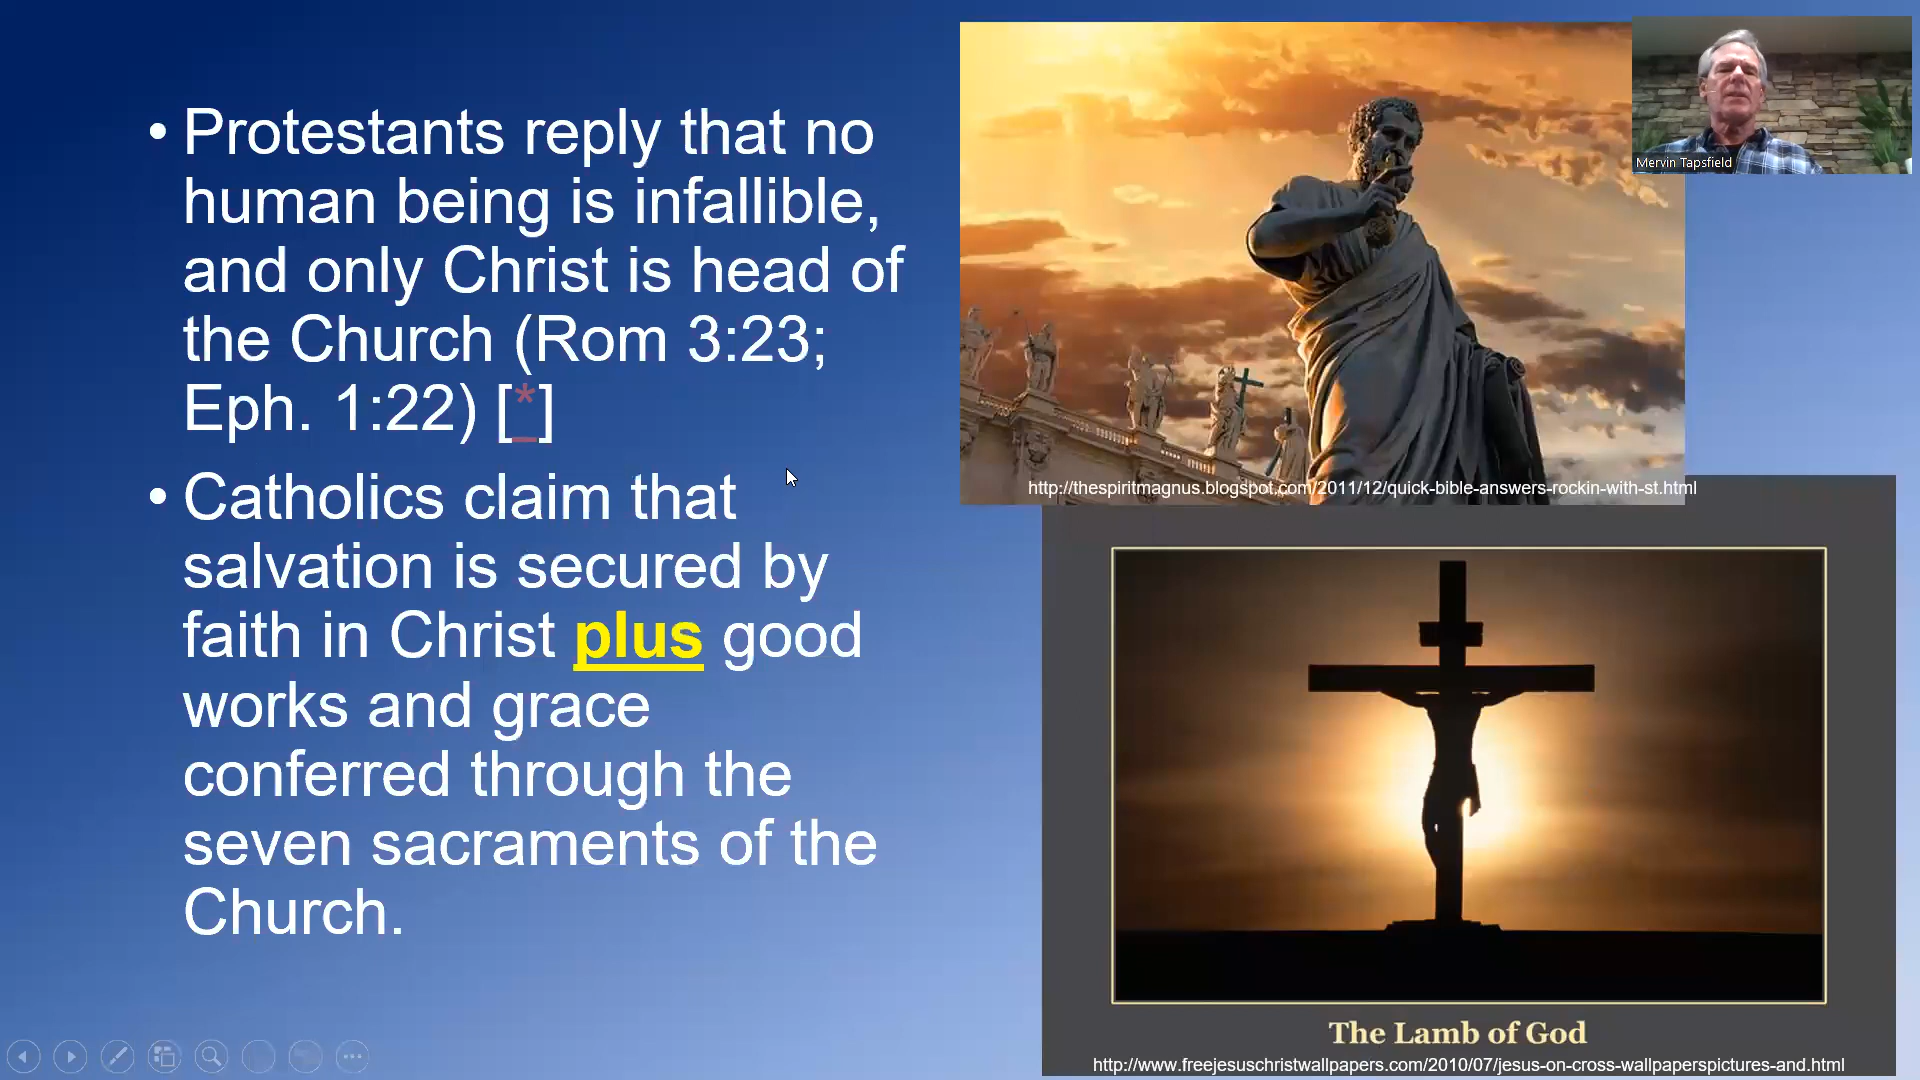 • Protestants reply that no
human being is infallible,
and only Christ is head of
the Church (Rom 3:23;
Eph. 1:22) [*]
• Catholics claim that
salvation is secured by
faith in Christ plus good
works and grace
conferred through the
seven sacraments of the
Church.
Mervin Tapsfield
http://thespiritmagnus.blogspot.com/2011/12/quick-bible-answers-rockin-with-st.html
The Lamb of God
http://www.freejesuschristwallpapers.com/2010/07/jesus-on-cross-wallpaperspictures-and.html